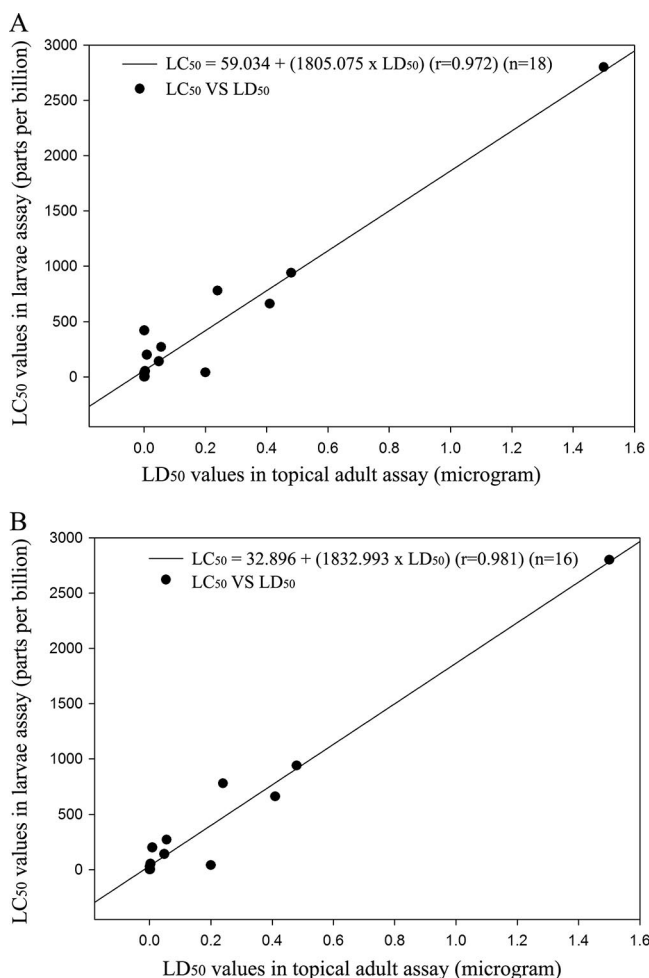 A
LC50 = 59.034 + (1805.075 x LD50) (r=0.972) (n=18)
LC50 VS LD50
LC50 values in larvae assay (parts per billion)
3000
2500
2000
1500
1000
500
0
0.0 0.2 0.4 0.6 0.8 1.0 1.2 1.4 1.6
LD50 values in topical adult assay (microgram)
B
LC50 = 32.896 + (1832.993 x LD50) (r=0.981) (n=16)
LC50 VS LD50
LC50 values in larvae assay (parts per billion)
3000
2500
2000
1500
1000
500
0
0.0 0.2 0.4 0.6 0.8 1.0 1.2 1.4 1.6
LD50 values in topical adult assay (microgram)